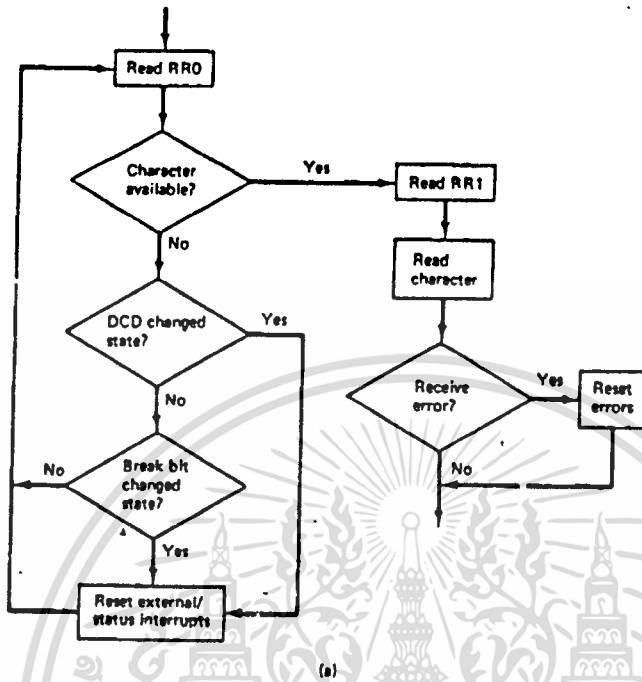 Read RR0
Character
available?
Yes
Read RR1
No
Read
character
DCD changed
state?
Yes
No
Receive
error?
Yes
Reset
errors
No
No
Break bit
changed
state?
Yes
Reset external/
status interrupts
(a)